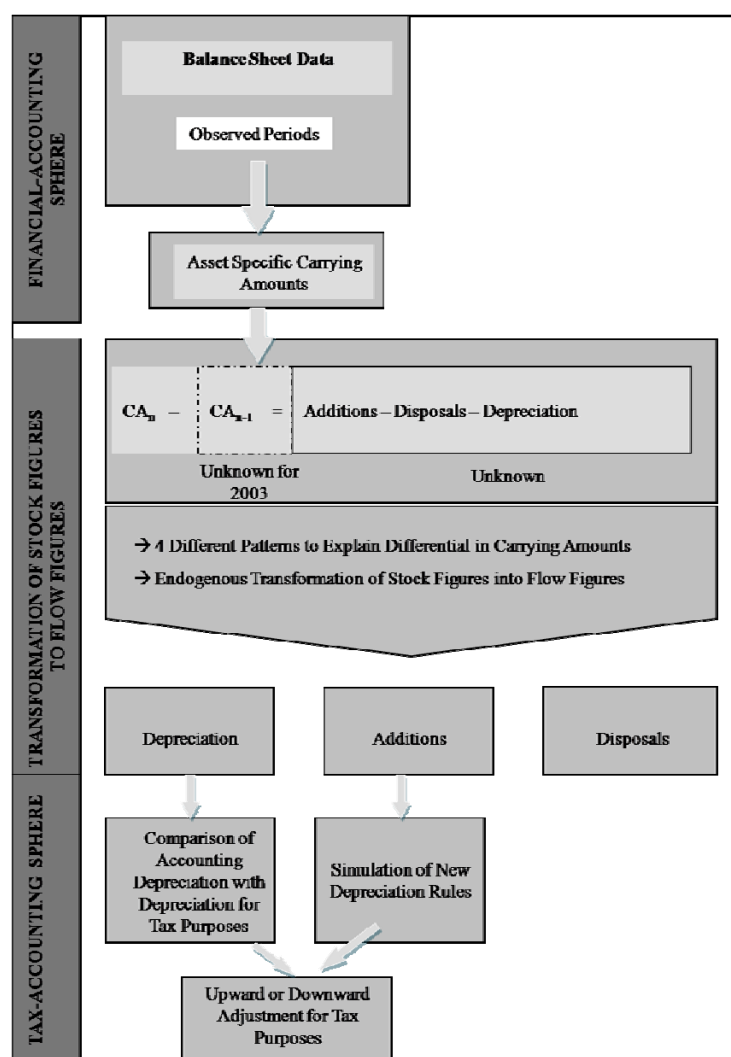 FINANCIAL-ACCOUNTING
SPHERE
Balance Sheet Data
Observed Periods
Asset Specific Carrying
Amounts
TRANSFORMATION OF STOCK FIGURES
TO FLOW FIGURES
CAₙ – CAₙ₋₁ = Additions – Disposals – Depreciation
Unknown for
2003
Unknown
→ 4 Different Patterns to Explain Differential in Carrying Amounts
→ Endogenous Transformation of Stock Figures into Flow Figures
Depreciation
Additions
Disposals
TAX-ACCOUNTING SPHERE
Comparison of
Accounting
Depreciation with
Depreciation for
Tax Purposes
Simulation of New
Depreciation Rules
Upward or Downward
Adjustment for Tax
Purposes